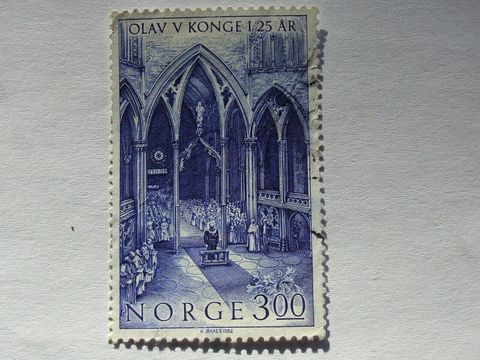 OLAV V KONGE I 25 ÅR
NORGE 3.00